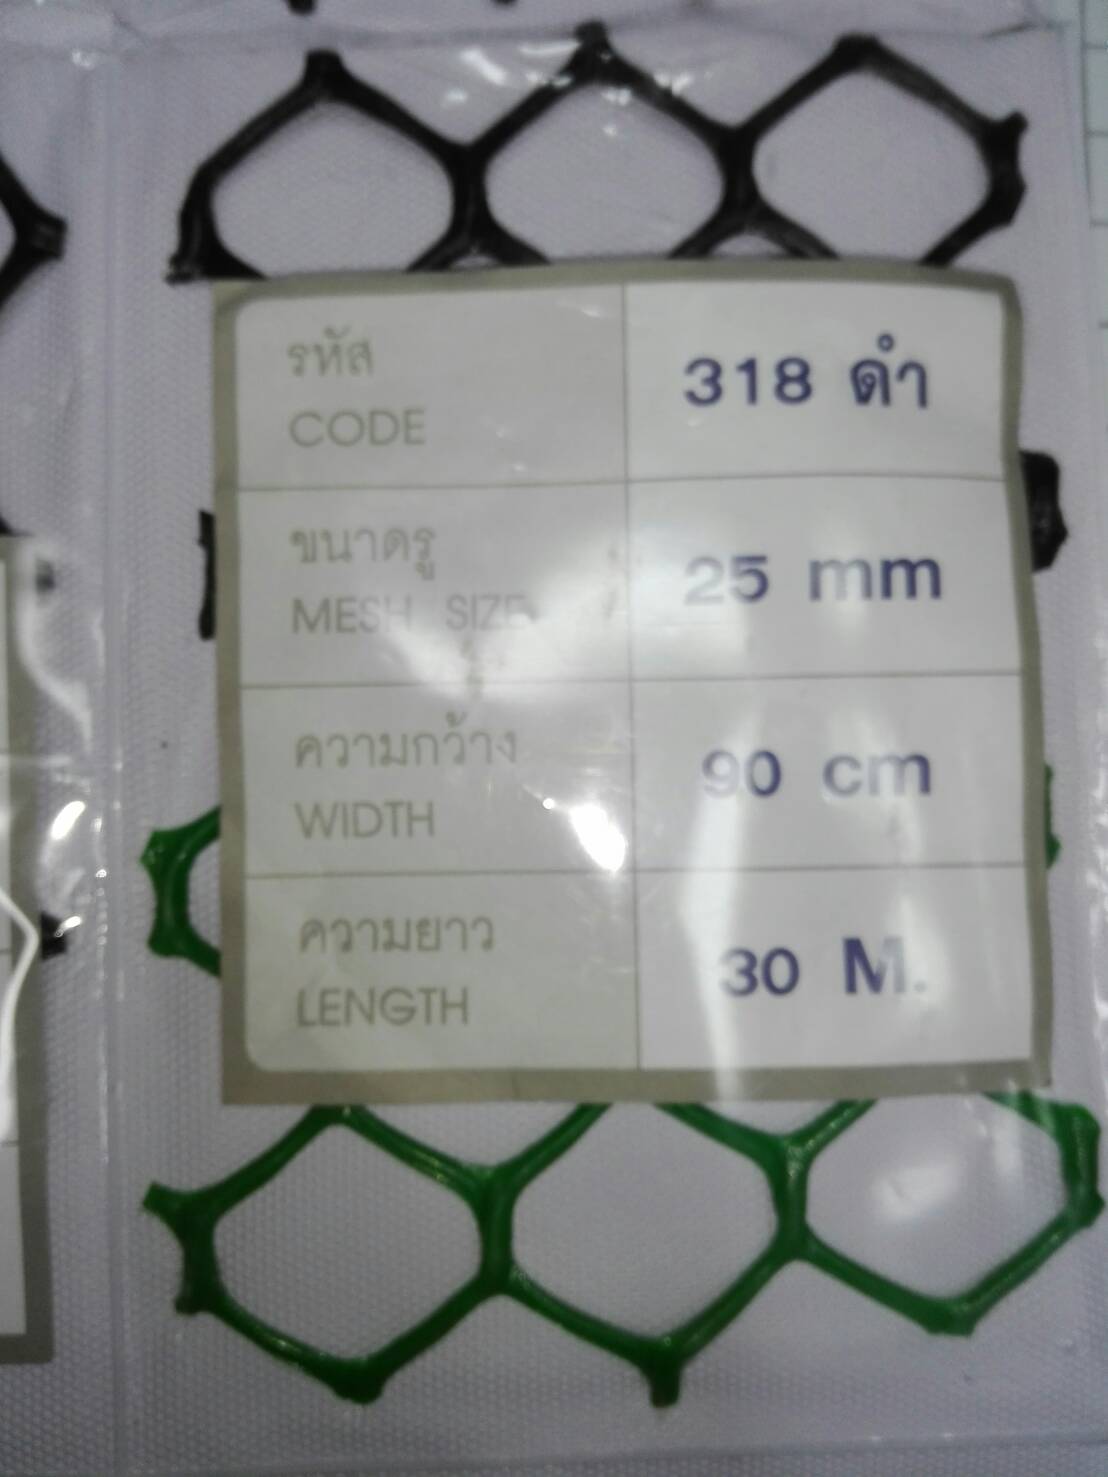 รหัส
CODE
318 ดำ
ขนาดรู
MESH SIZE
25 mm
ความกว้าง
WIDTH
90 cm
ความยาว
LENGTH
30 M.